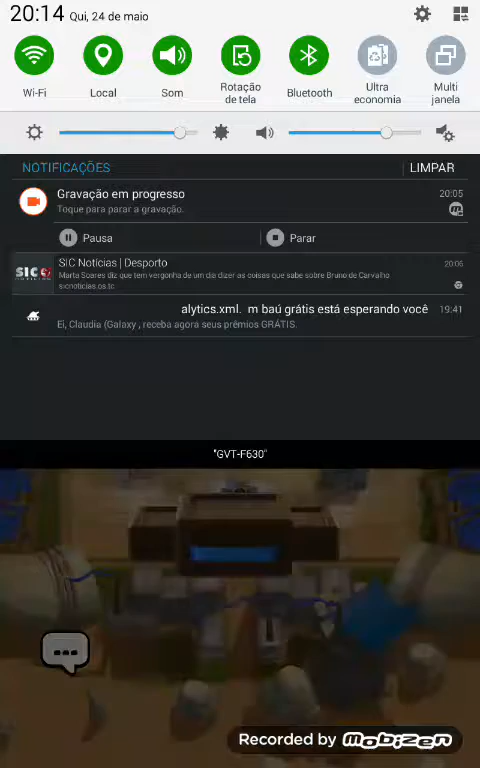 20:14 Qui, 24 de maio
Wi-Fi
Local
Som
Rotação
de tela
Bluetooth
Ultra
economia
Multi
janela
NOTIFICAÇÕES
LIMPAR
Gravação em progresso
20:05
Toque para parar a gravação.
Pausa
Parar
SIC
NOTÍCIAS
SIC Notícias | Desporto
20:06
Marta Soares diz que tem vergonha de um dia dizer as coisas que sabe sobre Bruno de Carvalho
sicnoticias.os.tc
alytics.xml. m baú grátis está esperando você
19:41
Ei, Claudia (Galaxy , receba agora seus prêmios GRÁTIS.
"GVT-F630"
Recorded by mobizen